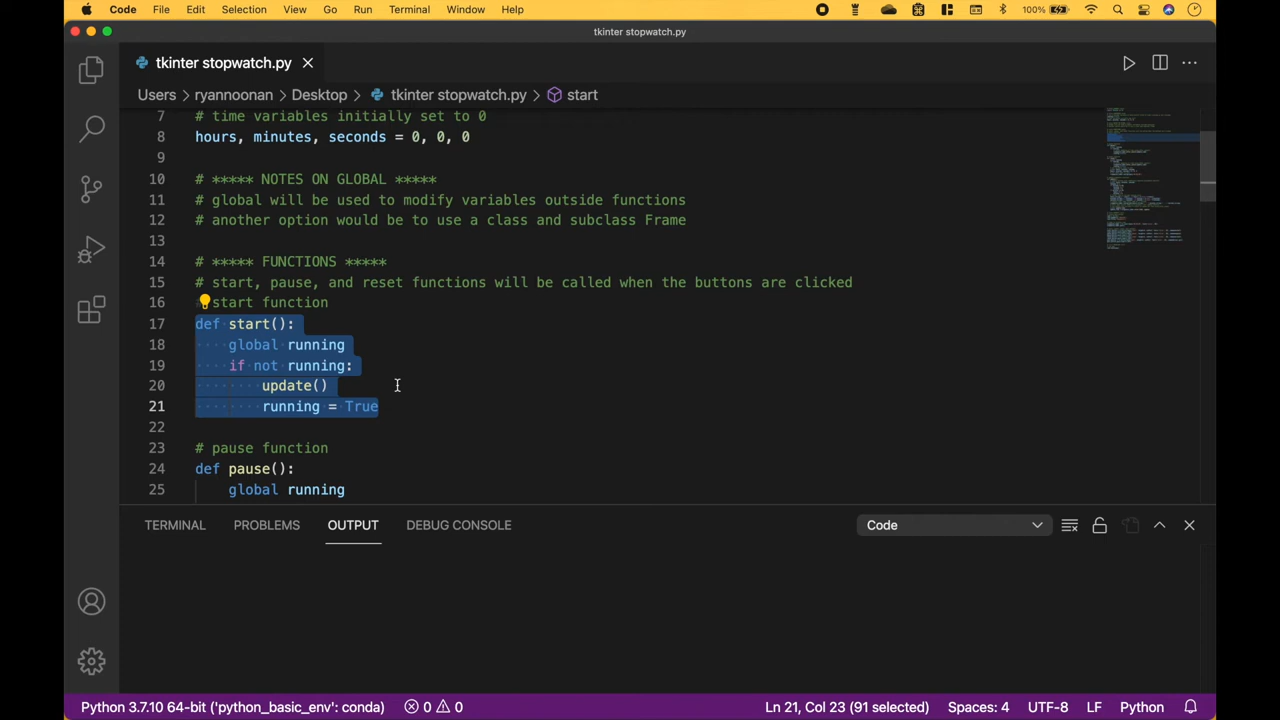 Code File Edit Selection View Go Run Terminal Window Help 100%
tkinter stopwatch.py
tkinter stopwatch.py
Users > ryannoonan > Desktop > tkinter stopwatch.py > start
7 # time variables initially set to 0
8 hours, minutes, seconds = 0, 0, 0
9
10 # ***** NOTES ON GLOBAL *****
11 # global will be used to modify variables outside functions
12 # another option would be to use a class and subclass Frame
13
14 # ***** FUNCTIONS *****
15 # start, pause, and reset functions will be called when the buttons are clicked
16 start function
17 def start():
18 global running
19 if not running:
20 update()
21 running = True
22
23 # pause function
24 def pause():
25 global running
TERMINAL PROBLEMS OUTPUT DEBUG CONSOLE Code
Python 3.7.10 64-bit ('python_basic_env': conda) 0 0 Ln 21, Col 23 (91 selected) Spaces: 4 UTF-8 LF Python